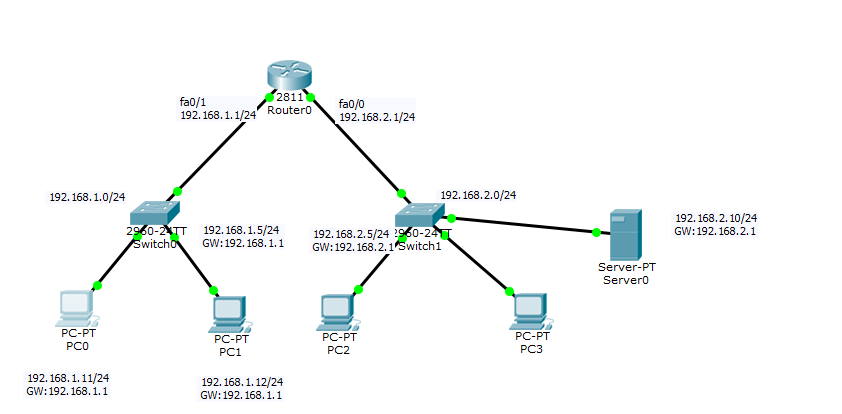 2811
Router0
fa0/1
192.168.1.1/24
fa0/0
192.168.2.1/24
192.168.1.0/24
2960-24TT
Switch0
192.168.1.5/24
GW:192.168.1.1
192.168.2.0/24
2960-24TT
Switch1
192.168.2.5/24
GW:192.168.2.1
192.168.2.10/24
GW:192.168.2.1
Server-PT
Server0
PC-PT
PC0
PC-PT
PC1
PC-PT
PC2
PC-PT
PC3
192.168.1.11/24
GW:192.168.1.1
192.168.1.12/24
GW:192.168.1.1